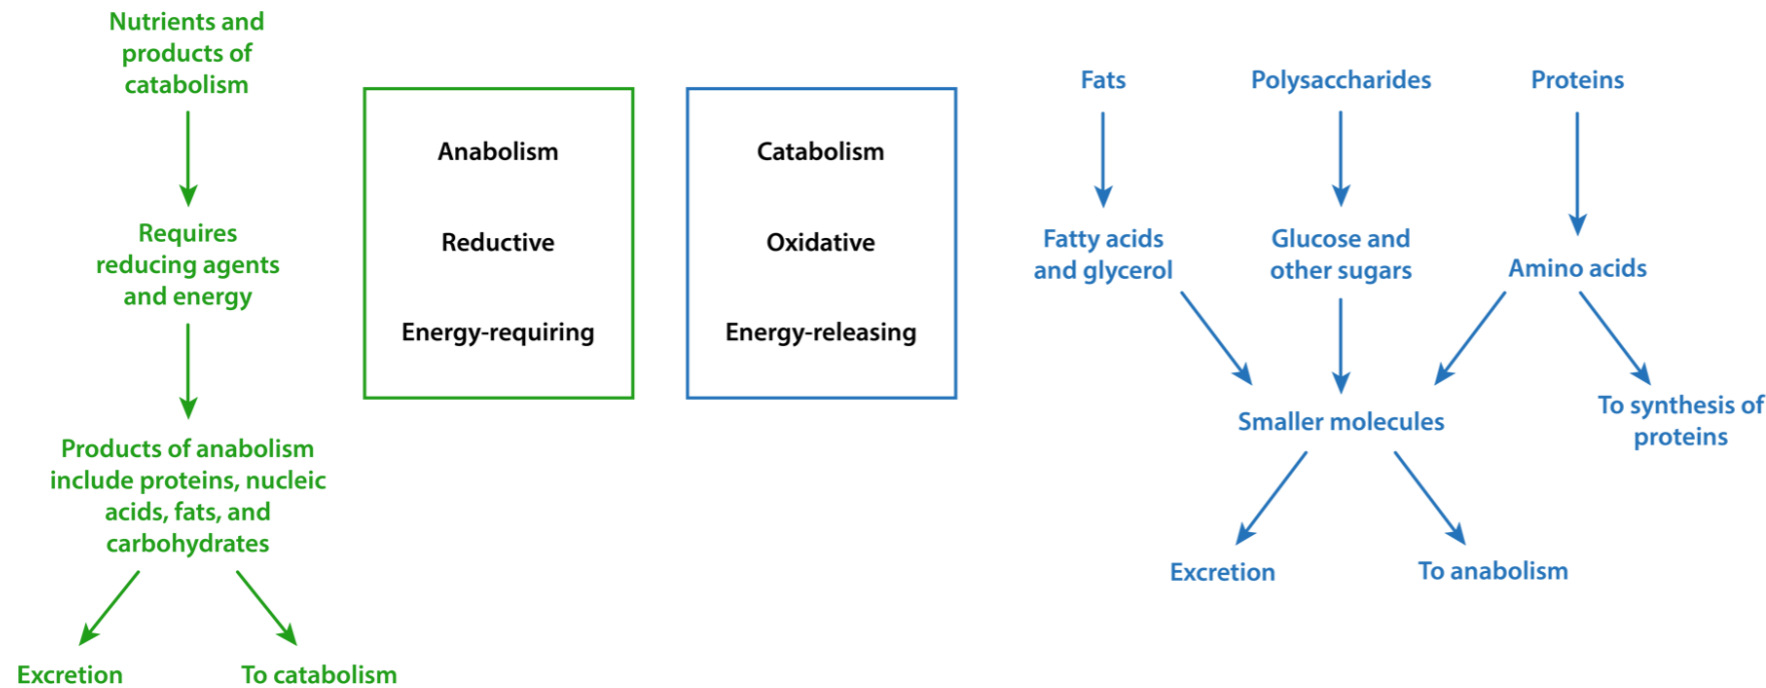 Nutrients and
products of
catabolism
Requires
reducing agents
and energy
Products of anabolism
include proteins, nucleic
acids, fats, and
carbohydrates
Excretion
To catabolism
Anabolism
Reductive
Energy-requiring
Catabolism
Oxidative
Energy-releasing
Fats
Polysaccharides
Proteins
Fatty acids
and glycerol
Glucose and
other sugars
Amino acids
Smaller molecules
To synthesis of
proteins
Excretion
To anabolism